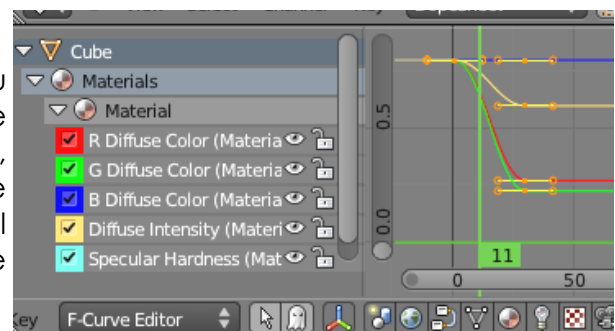 Cube
Materials
Material
R Diffuse Color (Materia
G Diffuse Color (Materia
B Diffuse Color (Materia
Diffuse Intensity (Materi
Specular Hardness (Mat
0.5
0.0
11
0 50
ey F-Curve Editor